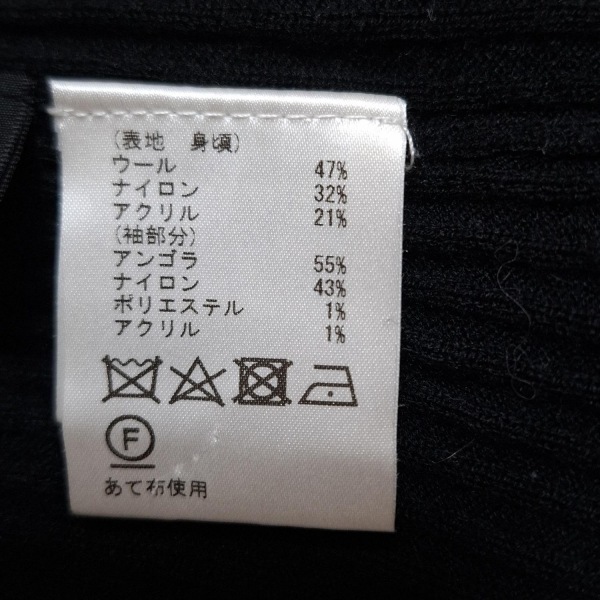 (表地 身頃)
ウール 47%
ナイロン 32%
アクリル 21%
(袖部分)
アンゴラ 55%
ナイロン 43%
ポリエステル 1%
アクリル 1%
F
あて布使用